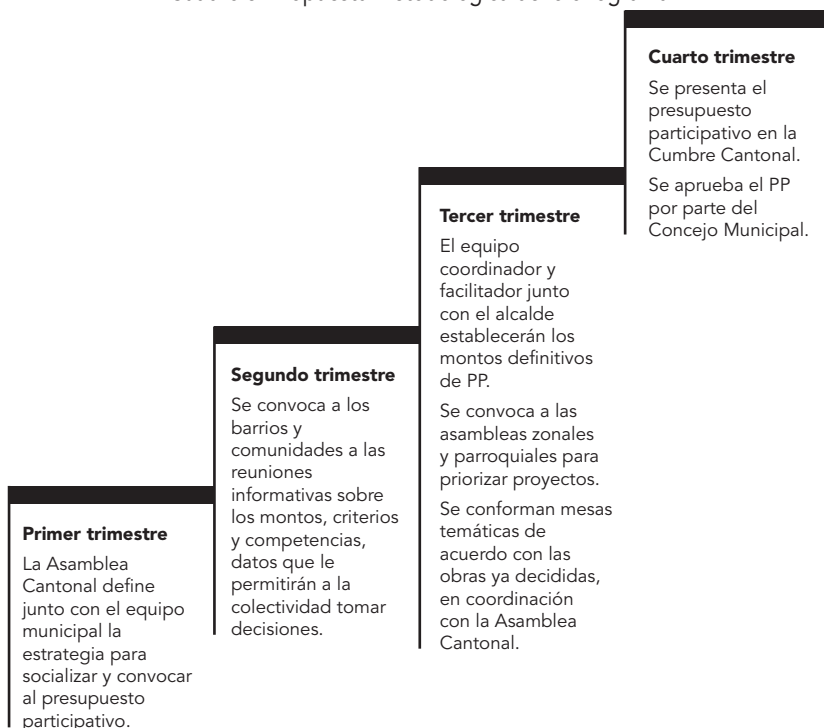 Primer trimestre
La Asamblea
Cantonal define
junto con el equipo
municipal la
estrategia para
socializar y convocar
al presupuesto
participativo.
Segundo trimestre
Se convoca a los
barrios y
comunidades a las
reuniones
informativas sobre
los montos, criterios
y competencias,
datos que le
permitirán a la
colectividad tomar
decisiones.
Tercer trimestre
El equipo
coordinador y
facilitador junto
con el alcalde
establecerán los
montos definitivos
de PP.
Se convoca a las
asambleas zonales
y parroquiales para
priorizar proyectos.
Se conforman mesas
temáticas de
acuerdo con las
obras ya decididas,
en coordinación
con la Asamblea
Cantonal.
Cuarto trimestre
Se presenta el
presupuesto
participativo en la
Cumbre Cantonal.
Se aprueba el PP
por parte del
Concejo Municipal.